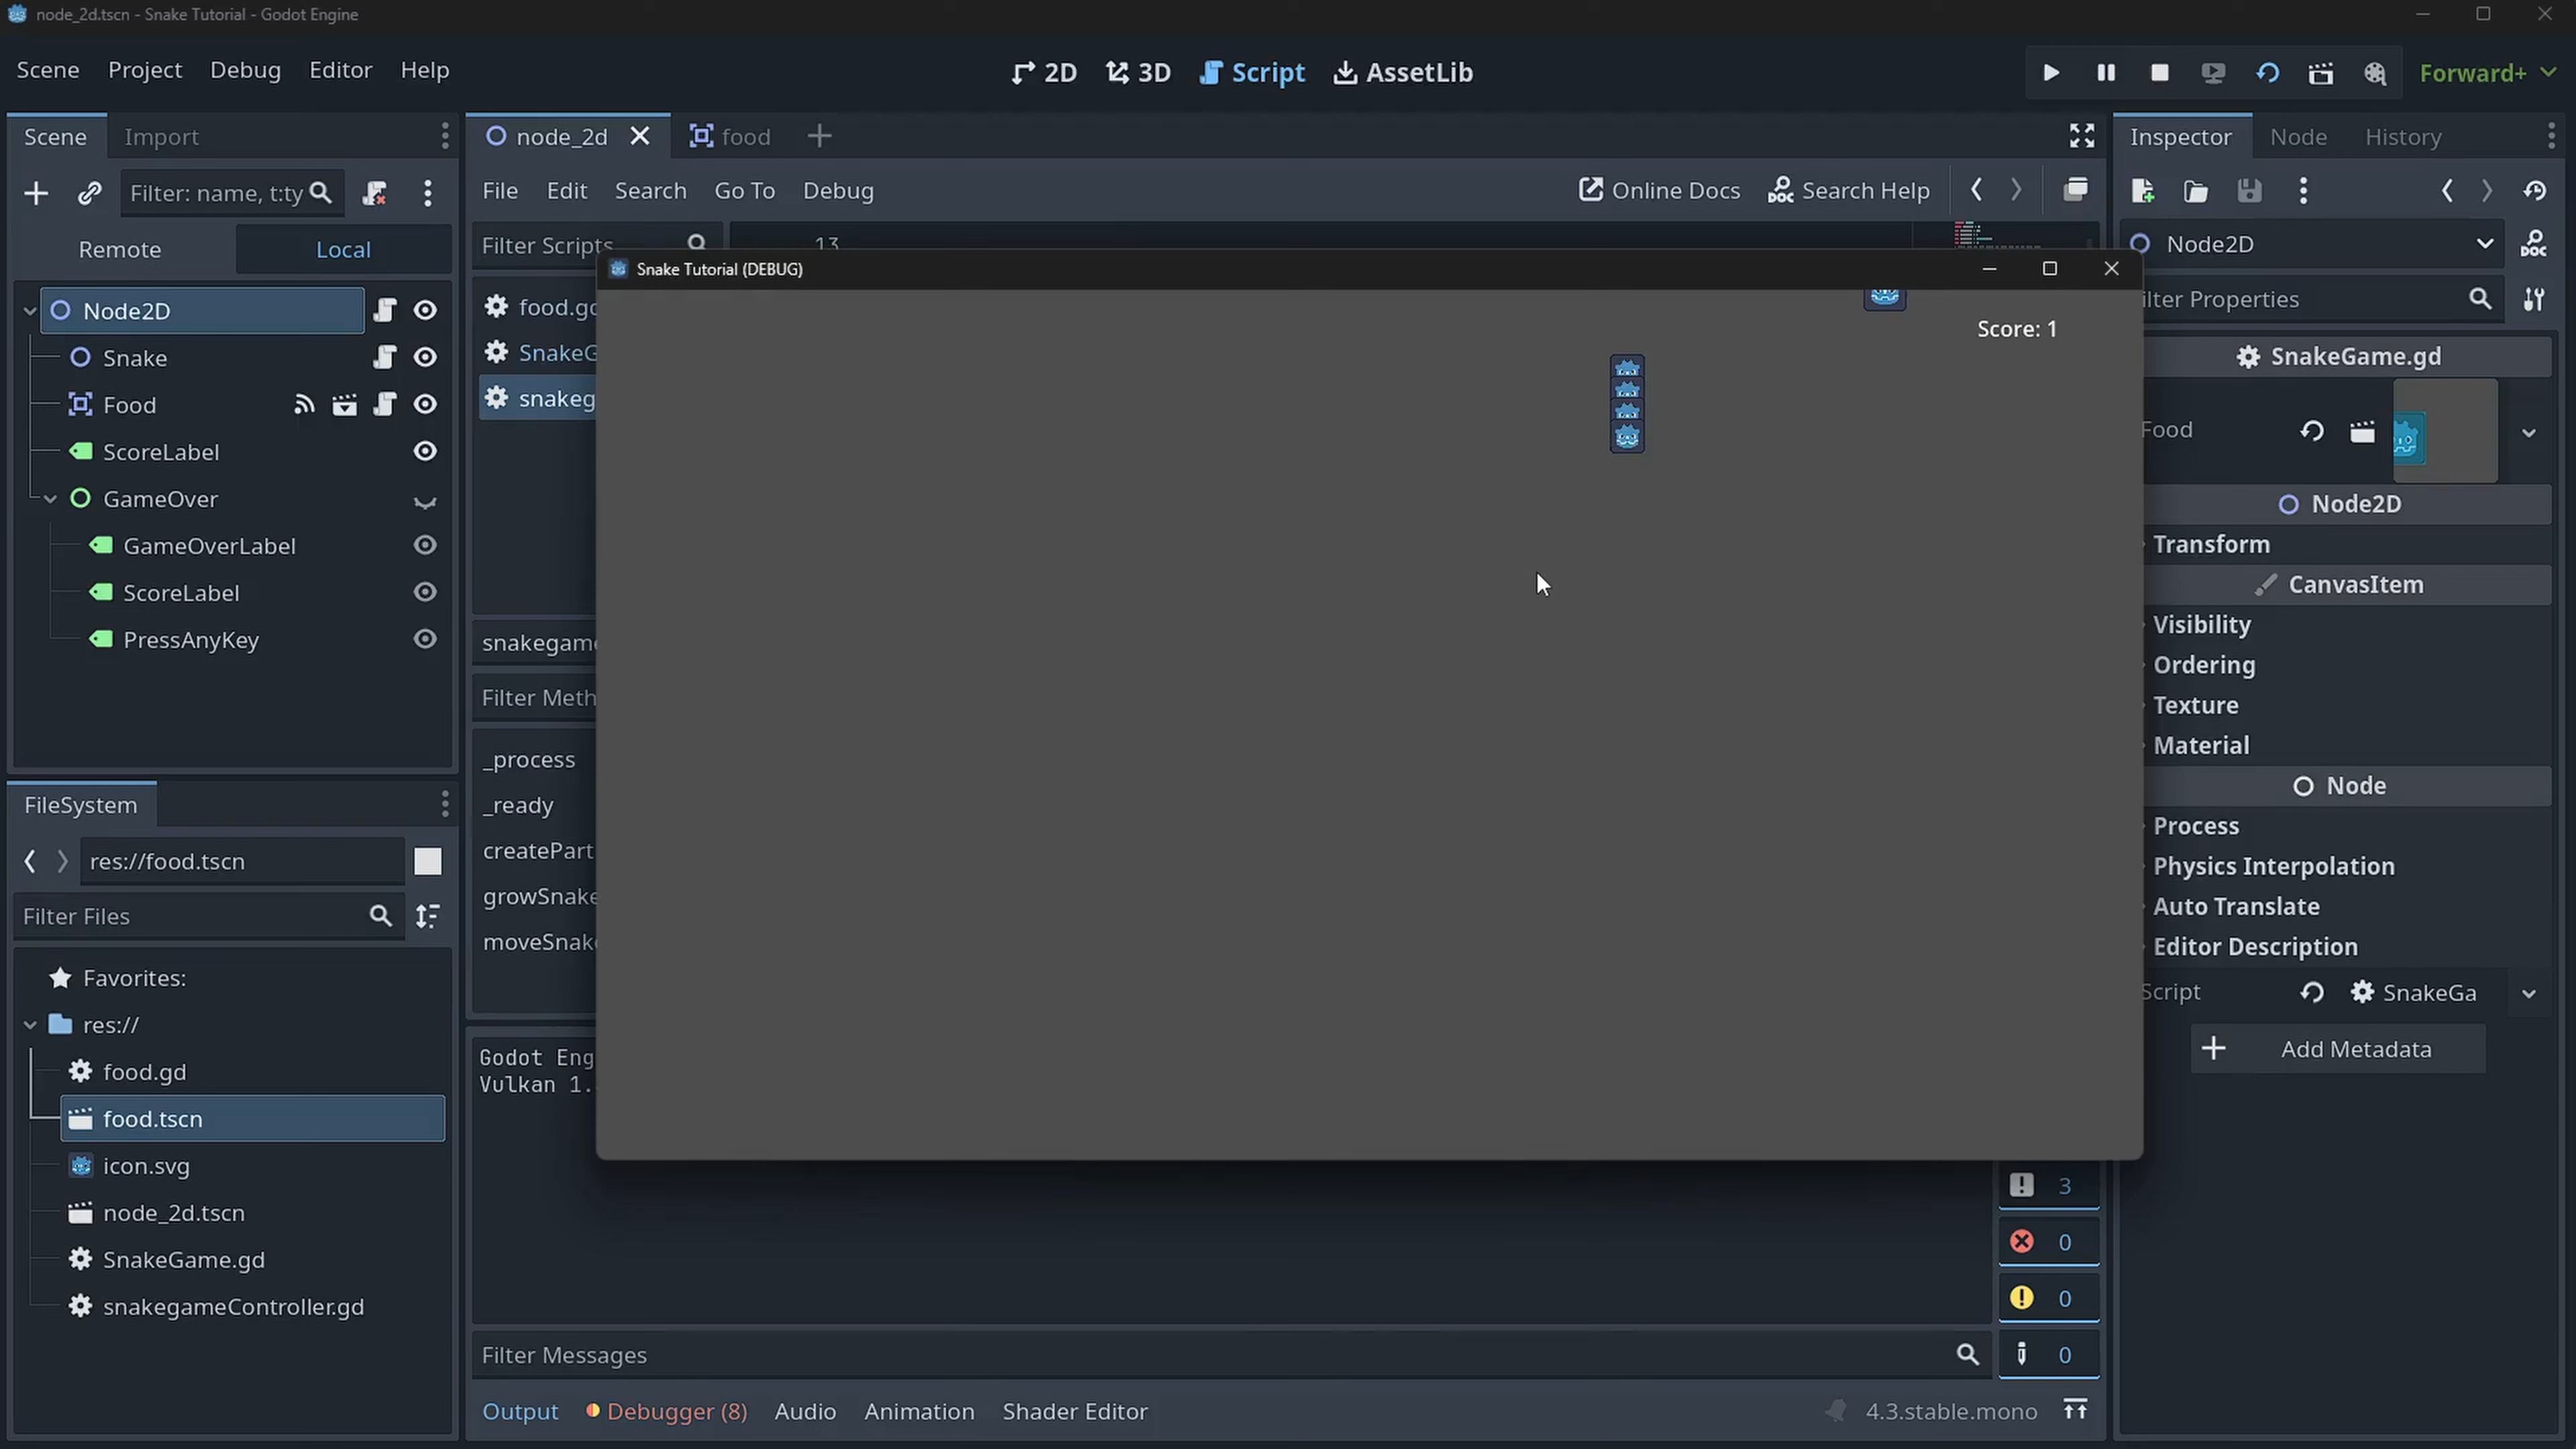 node_2d.tscn - Snake Tutorial - Godot Engine
Scene Project Debug Editor Help
2D 3D Script AssetLib
Forward+
Scene Import
node_2d food
Inspector Node History
Filter: name, t:ty
File Edit Search Go To Debug
Online Docs Search Help
Remote Local
Filter Scripts
13
Node2D
Snake Tutorial (DEBUG)
Node2D
Snake
Food
ScoreLabel
GameOver
GameOverLabel
ScoreLabel
PressAnyKey
food.gd
SnakeG
snakeg
Score: 1
snakegame
Filter Meth
_process
_ready
createPart
growSnake
moveSnake
Godot Eng
Vulkan 1.
ilter Properties
SnakeGame.gd
Food
Node2D
Transform
CanvasItem
Visibility
Ordering
Texture
Material
Node
Process
Physics Interpolation
Auto Translate
Editor Description
Script SnakeGa
Add Metadata
FileSystem
res://food.tscn
Filter Files
Favorites:
res://
food.gd
food.tscn
icon.svg
node_2d.tscn
SnakeGame.gd
snakegameController.gd
3
0
0
0
Filter Messages
Output Debugger (8) Audio Animation Shader Editor
4.3.stable.mono